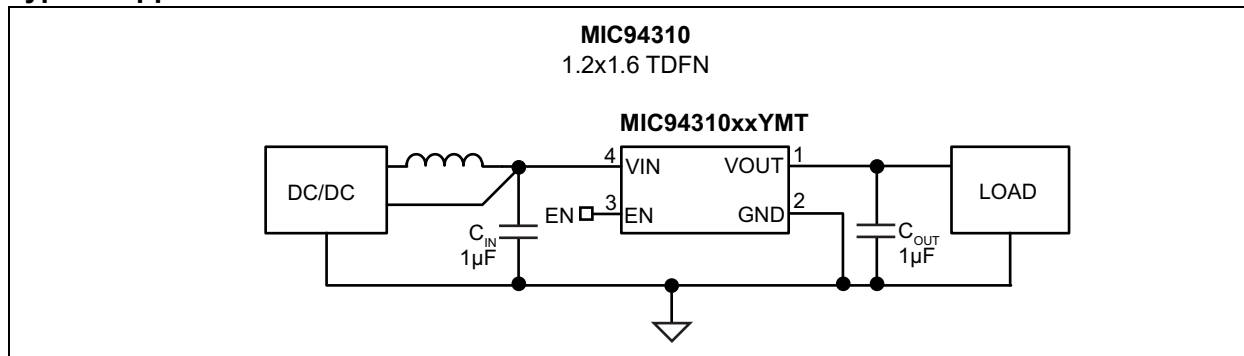 MIC94310
1.2x1.6 TDFN
MIC94310xxYMT
DC/DC
4
VIN
VOUT
1
LOAD
EN
3
EN
GND
2
CIN
1µF
COUT
1µF